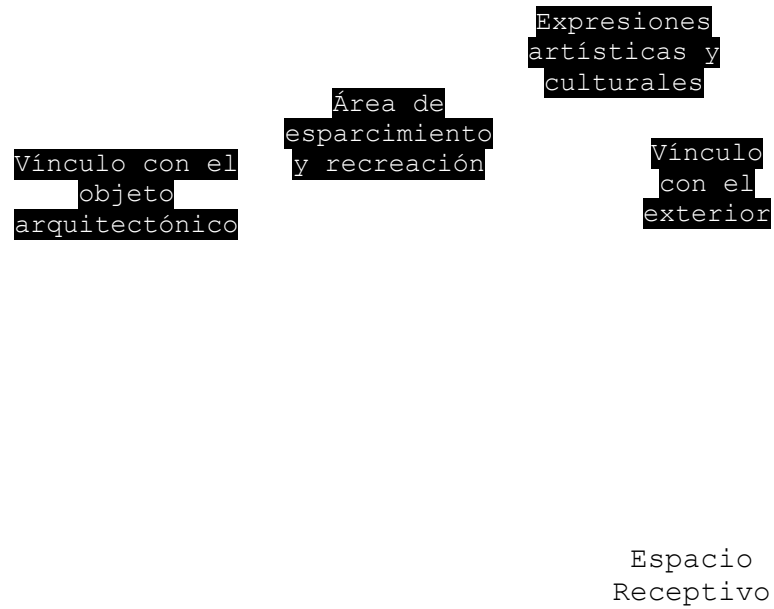 Expresiones
artísticas y
culturales
Área de
esparcimiento
y recreación
Vínculo con el
objeto
arquitectónico
Vínculo
con el
exterior
Espacio
Receptivo